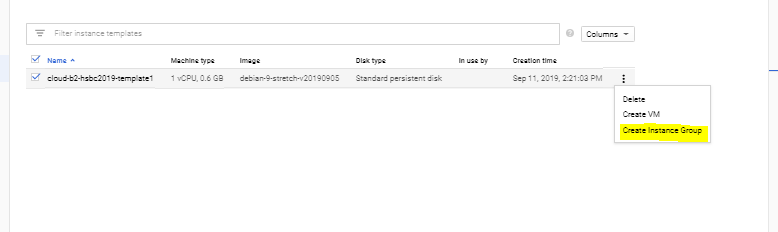 Filter instance templates
Columns
Name Machine type Image Disk type In use by Creation time
cloud-b2-hsbc2019-template1 1 vCPU, 0.6 GB debian-9-stretch-v20190905 Standard persistent disk Sep 11, 2019, 2:21:03 PM
Delete
Create VM
Create Instance Group